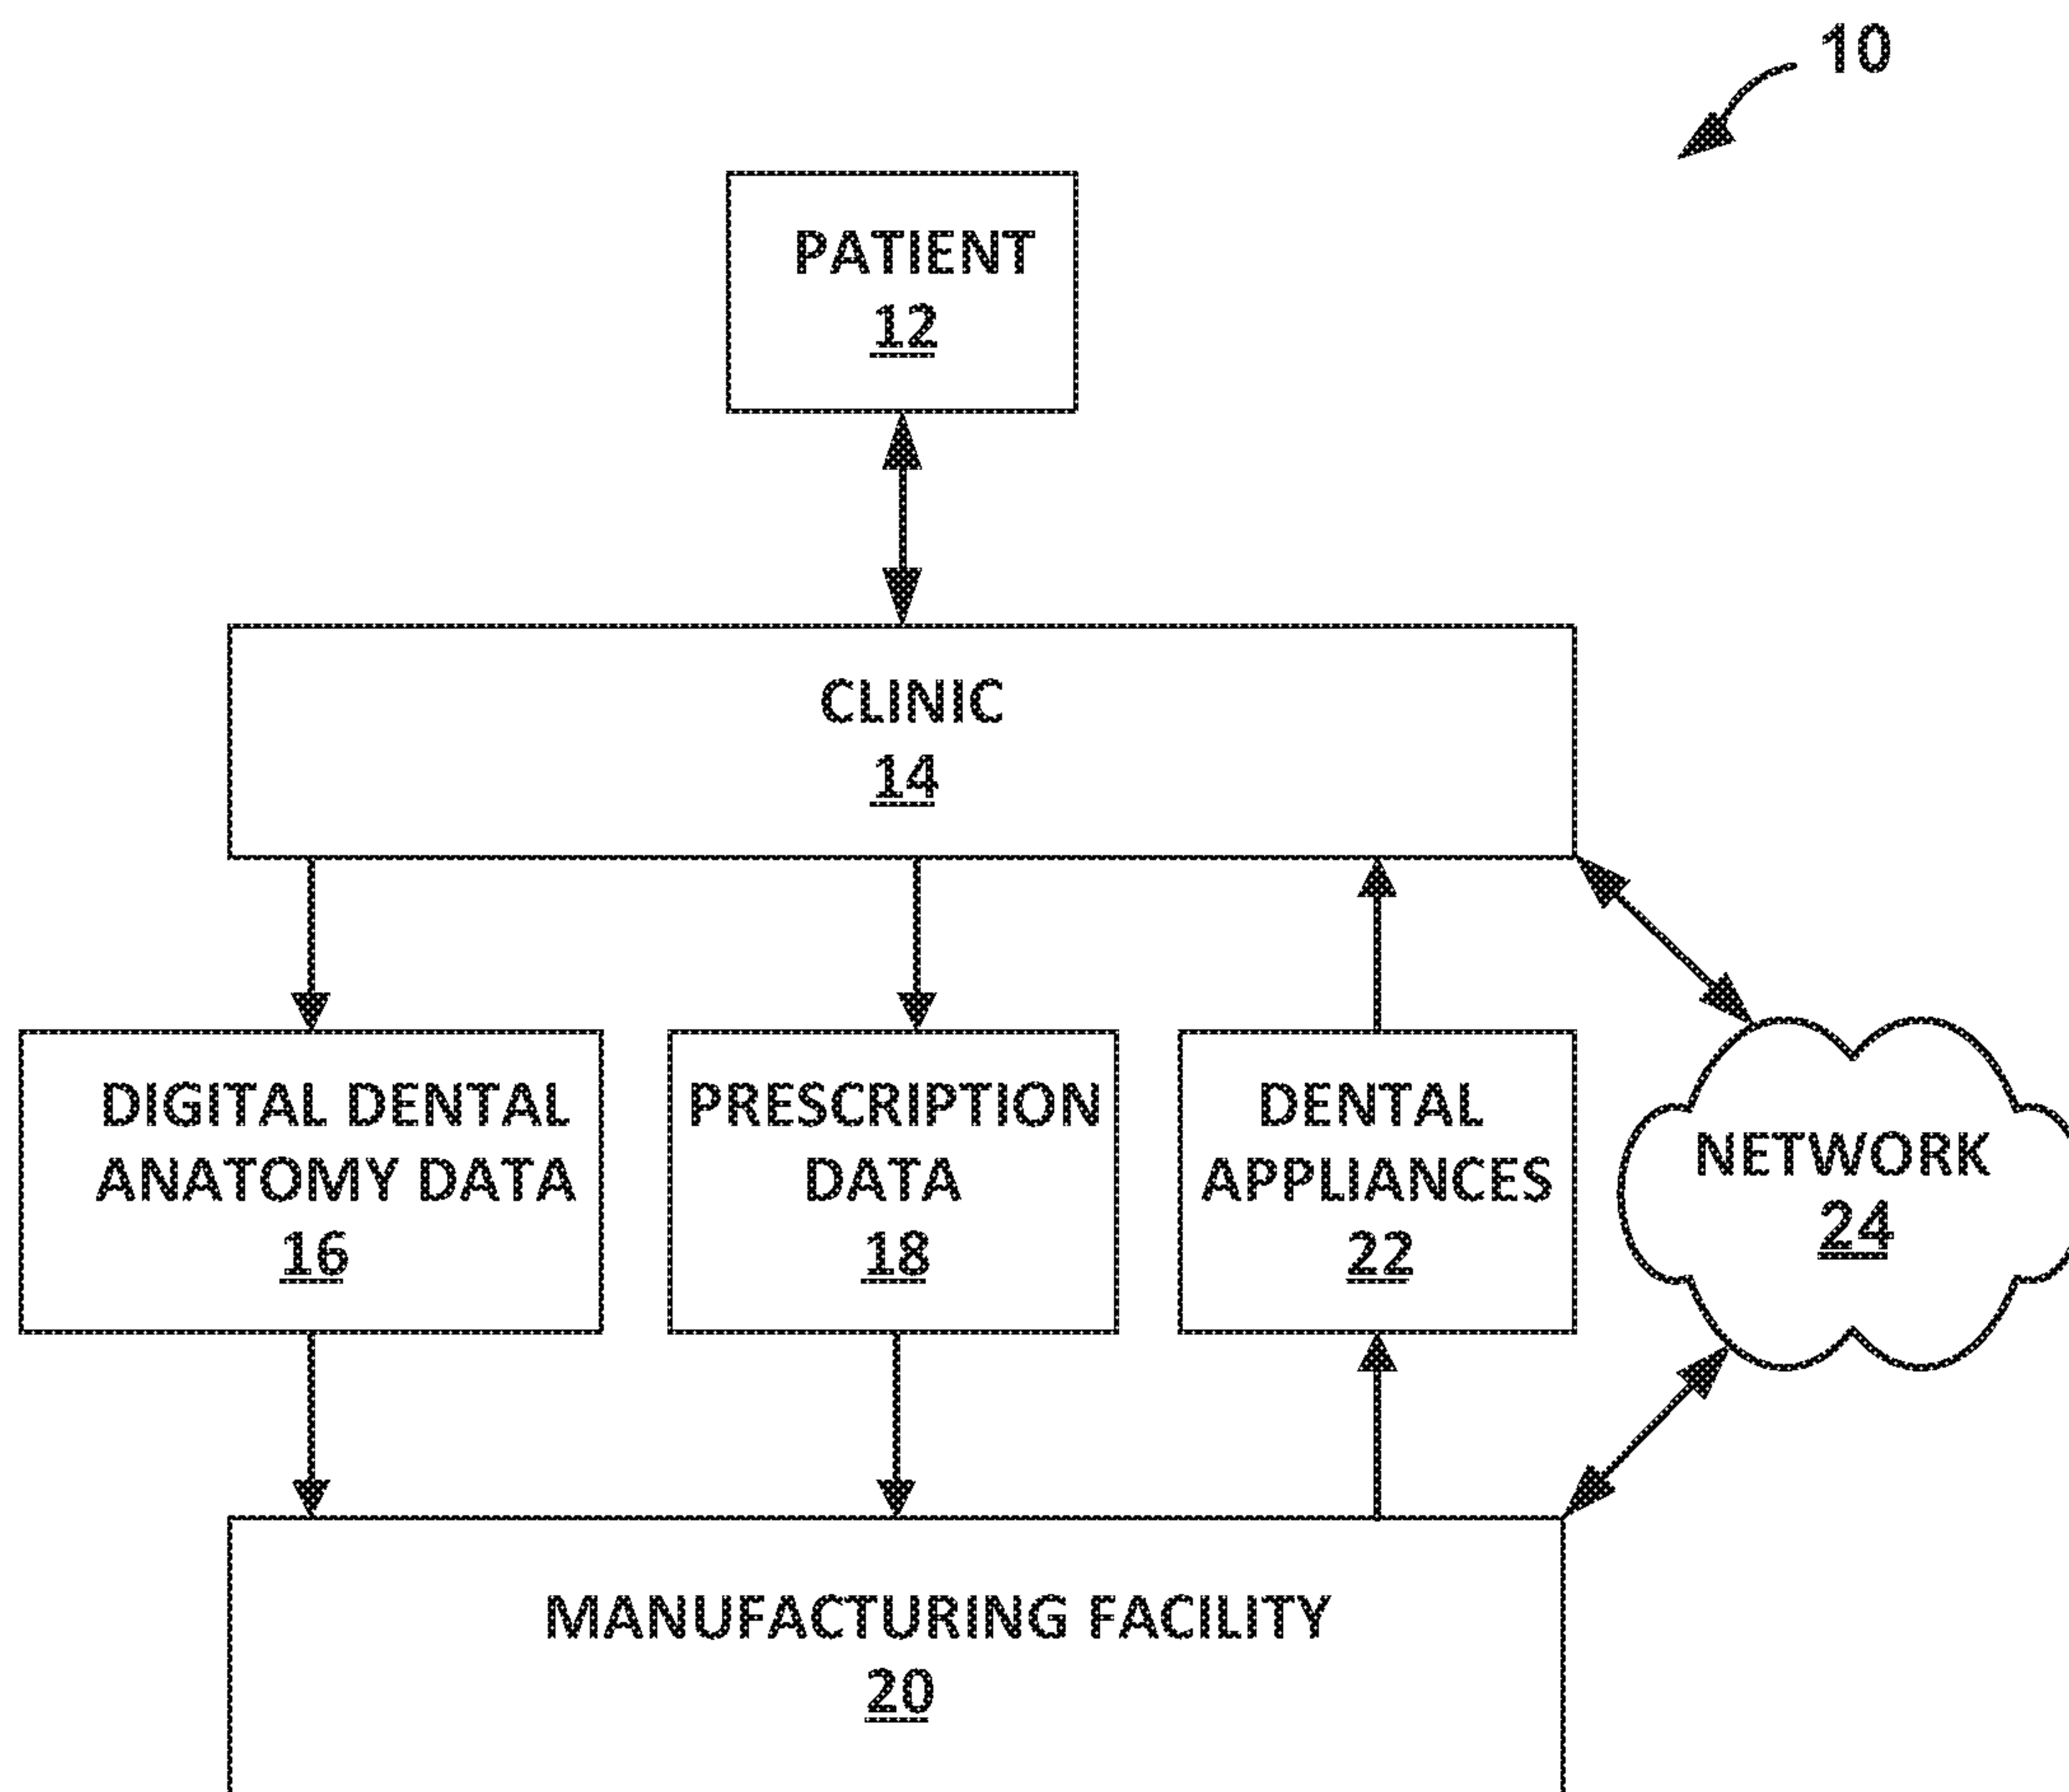 10
PATIENT
12
CLINIC
14
DIGITAL DENTAL
ANATOMY DATA
16
PRESCRIPTION
DATA
18
DENTAL
APPLIANCES
22
NETWORK
24
MANUFACTURING FACILITY
20